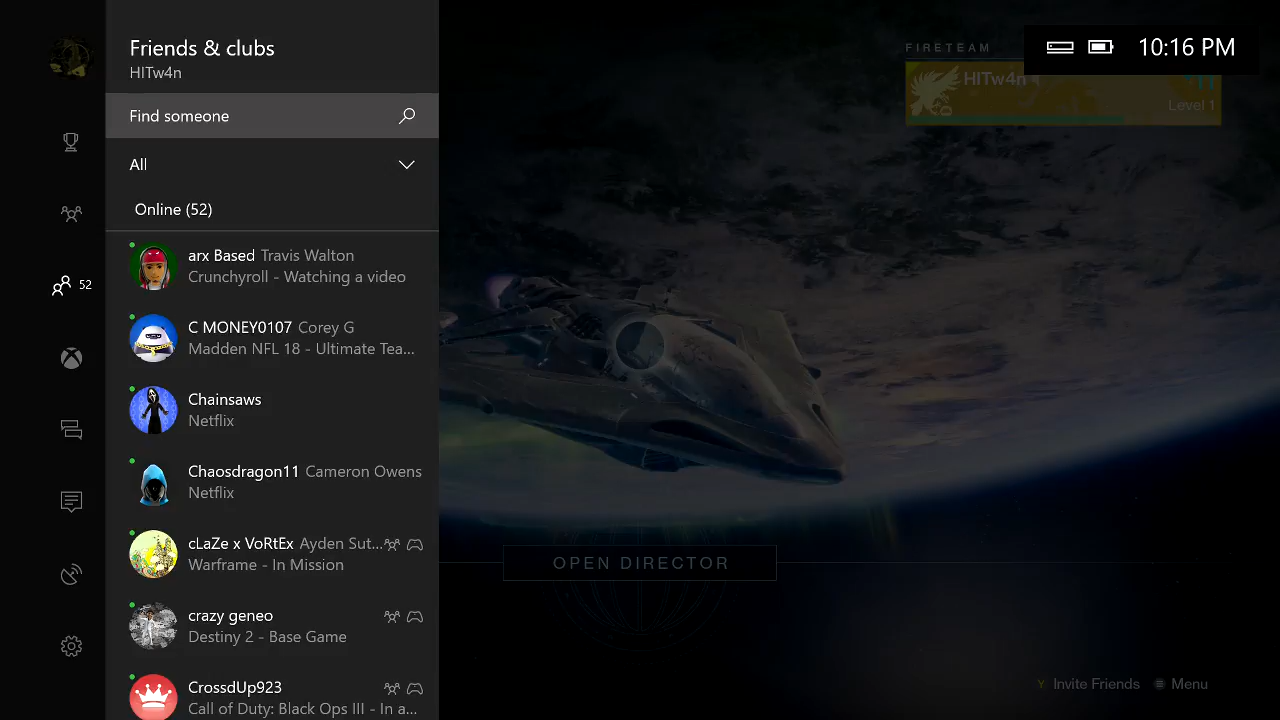 Friends & clubs
HITw4n
Find someone
All
Online (52)
arx Based Travis Walton
Crunchyroll - Watching a video
C MONEY0107 Corey G
Madden NFL 18 - Ultimate Tea...
Chainsaws
Netflix
Chaosdragon11 Cameron Owens
Netflix
cLaZe x VoRtEx Ayden Sut...
Warframe - In Mission
crazy geneo
Destiny 2 - Base Game
CrossdUp923
Call of Duty: Black Ops III - In a...
52
FIRETEAM
10:16 PM
HITw4n
Level 1
OPEN DIRECTOR
Y Invite Friends Menu